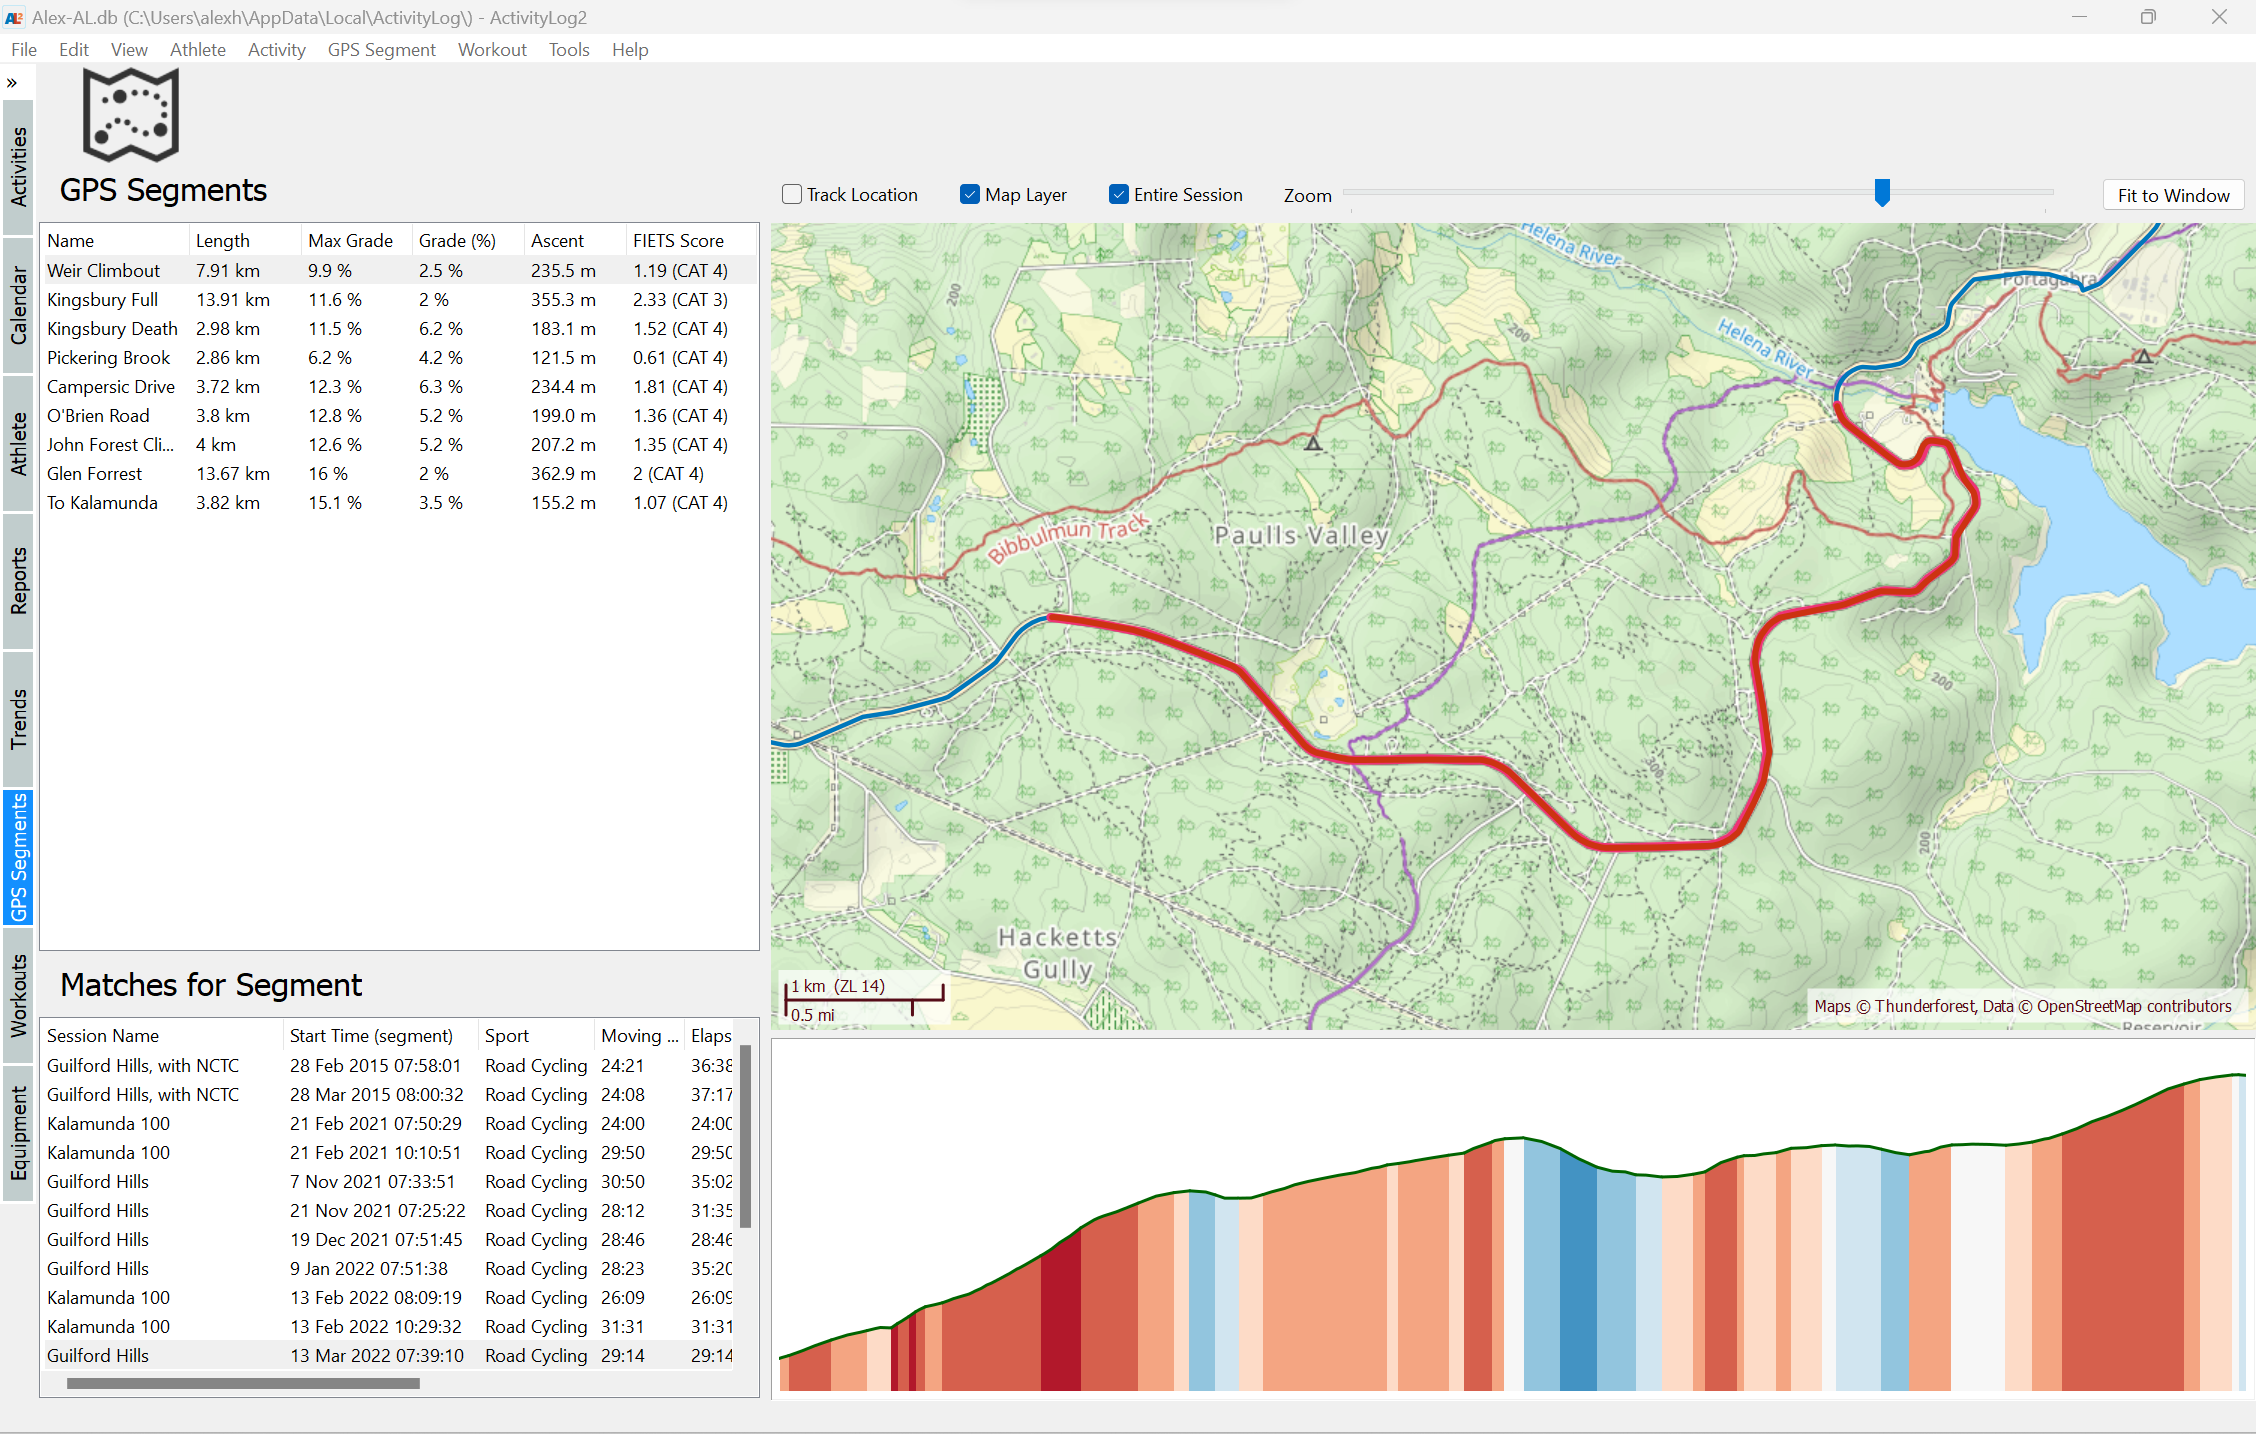 Alex-AL.db (C:\Users\alexh\AppData\Local\ActivityLog\) - ActivityLog2
File Edit View Athlete Activity GPS Segment Workout Tools Help
»
Activities
Calendar
Athlete
Reports
Trends
GPS Segments
Workouts
Equipment
GPS Segments
Name Length Max Grade Grade (%) Ascent FIETS Score
Weir Climbout 7.91 km 9.9 % 2.5 % 235.5 m 1.19 (CAT 4)
Kingsbury Full 13.91 km 11.6 % 2 % 355.3 m 2.33 (CAT 3)
Kingsbury Death 2.98 km 11.5 % 6.2 % 183.1 m 1.52 (CAT 4)
Pickering Brook 2.86 km 6.2 % 4.2 % 121.5 m 0.61 (CAT 4)
Campersic Drive 3.72 km 12.3 % 6.3 % 234.4 m 1.81 (CAT 4)
O'Brien Road 3.8 km 12.8 % 5.2 % 199.0 m 1.36 (CAT 4)
John Forest Cli... 4 km 12.6 % 5.2 % 207.2 m 1.35 (CAT 4)
Glen Forrest 13.67 km 16 % 2 % 362.9 m 2 (CAT 4)
To Kalamunda 3.82 km 15.1 % 3.5 % 155.2 m 1.07 (CAT 4)
Matches for Segment
Session Name Start Time (segment) Sport Moving ... Elaps
Guilford Hills, with NCTC 28 Feb 2015 07:58:01 Road Cycling 24:21 36:38
Guilford Hills, with NCTC 28 Mar 2015 08:00:32 Road Cycling 24:08 37:17
Kalamunda 100 21 Feb 2021 07:50:29 Road Cycling 24:00 24:00
Kalamunda 100 21 Feb 2021 10:10:51 Road Cycling 29:50 29:50
Guilford Hills 7 Nov 2021 07:33:51 Road Cycling 30:50 35:02
Guilford Hills 21 Nov 2021 07:25:22 Road Cycling 28:12 31:35
Guilford Hills 19 Dec 2021 07:51:45 Road Cycling 28:46 28:46
Guilford Hills 9 Jan 2022 07:51:38 Road Cycling 28:23 35:20
Kalamunda 100 13 Feb 2022 08:09:19 Road Cycling 26:09 26:09
Kalamunda 100 13 Feb 2022 10:29:32 Road Cycling 31:31 31:31
Guilford Hills 13 Mar 2022 07:39:10 Road Cycling 29:14 29:14
Track Location Map Layer Entire Session Zoom Fit to Window
Helena River
Portagabra
200
200
Helena River
Bibbulmun Track
Paulls Valley
200
300
200
Hacketts
Gully
1 km (ZL 14)
0.5 mi
Maps © Thunderforest, Data © OpenStreetMap contributors
Reservoir